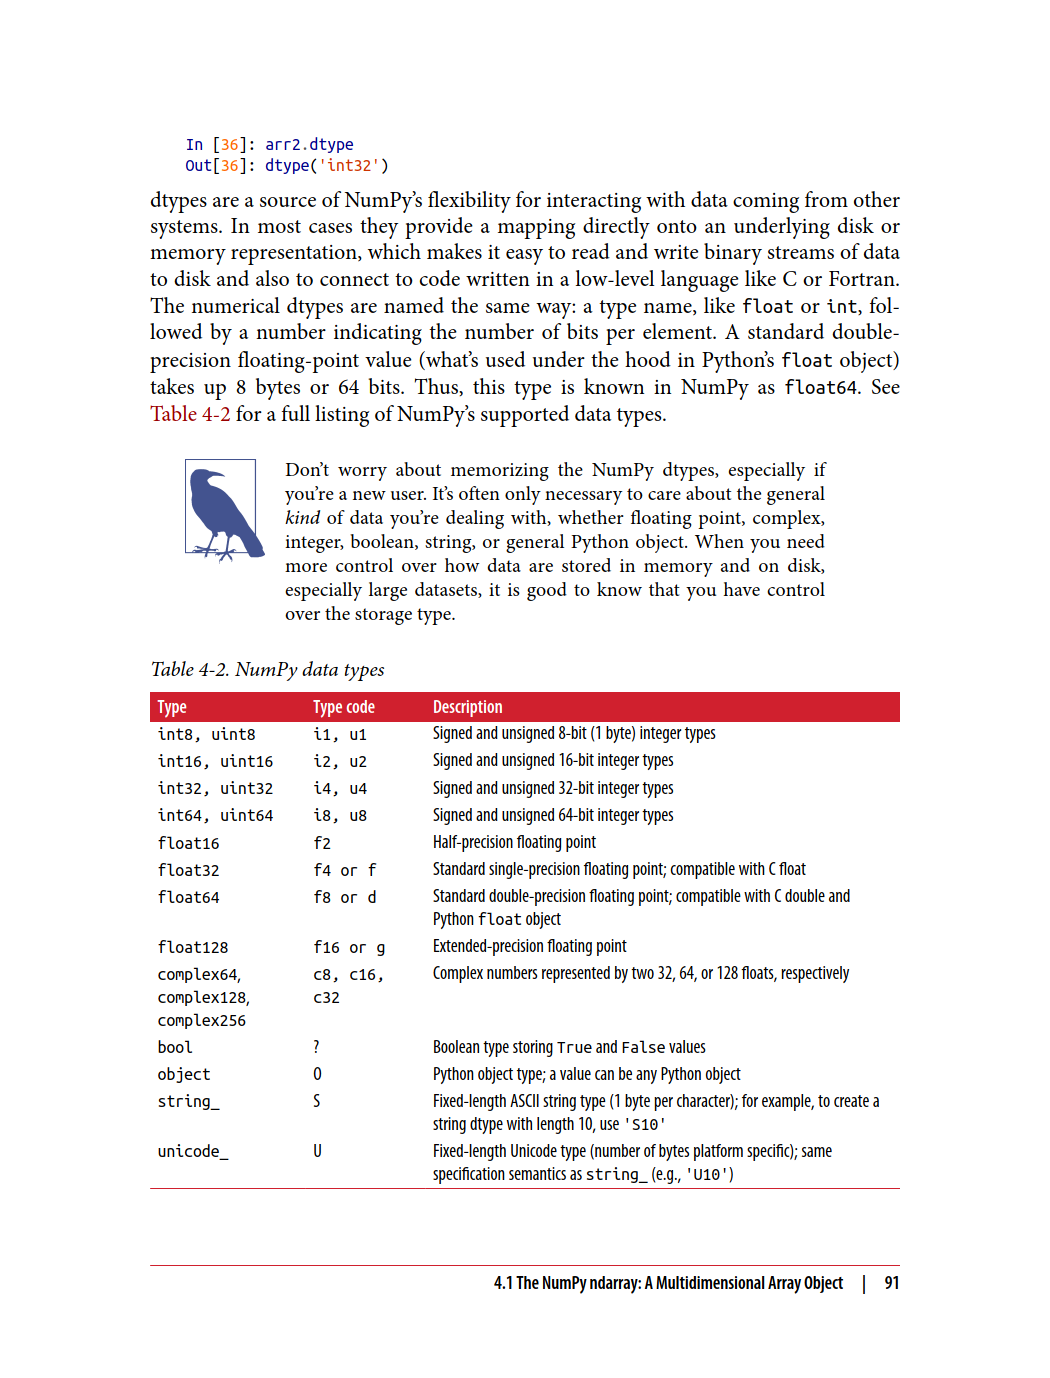 In [36]: arr2.dtype
Out[36]: dtype('int32')
dtypes are a source of NumPy’s flexibility for interacting with data coming from other
systems. In most cases they provide a mapping directly onto an underlying disk or
memory representation, which makes it easy to read and write binary streams of data
to disk and also to connect to code written in a low-level language like C or Fortran.
The numerical dtypes are named the same way: a type name, like float or int, fol-
lowed by a number indicating the number of bits per element. A standard double-
precision floating-point value (what’s used under the hood in Python’s float object)
takes up 8 bytes or 64 bits. Thus, this type is known in NumPy as float64. See
Table 4-2 for a full listing of NumPy’s supported data types.
Don’t worry about memorizing the NumPy dtypes, especially if
you’re a new user. It’s often only necessary to care about the general
kind of data you’re dealing with, whether floating point, complex,
integer, boolean, string, or general Python object. When you need
more control over how data are stored in memory and on disk,
especially large datasets, it is good to know that you have control
over the storage type.
Table 4-2. NumPy data types
Type Type code Description
int8, uint8 i1, u1 Signed and unsigned 8-bit (1 byte) integer types
int16, uint16 i2, u2 Signed and unsigned 16-bit integer types
int32, uint32 i4, u4 Signed and unsigned 32-bit integer types
int64, uint64 i8, u8 Signed and unsigned 64-bit integer types
float16 f2 Half-precision floating point
float32 f4 or f Standard single-precision floating point; compatible with C float
float64 f8 or d Standard double-precision floating point; compatible with C double and
Python float object
float128 f16 or g Extended-precision floating point
complex64, c8, c16, Complex numbers represented by two 32, 64, or 128 floats, respectively
complex128, c32
complex256
bool ? Boolean type storing True and False values
object O Python object type; a value can be any Python object
string_ S Fixed-length ASCII string type (1 byte per character); for example, to create a
string dtype with length 10, use 'S10'
unicode_ U Fixed-length Unicode type (number of bytes platform specific); same
specification semantics as string_ (e.g., 'U10')
4.1 The NumPy ndarray: A Multidimensional Array Object | 91